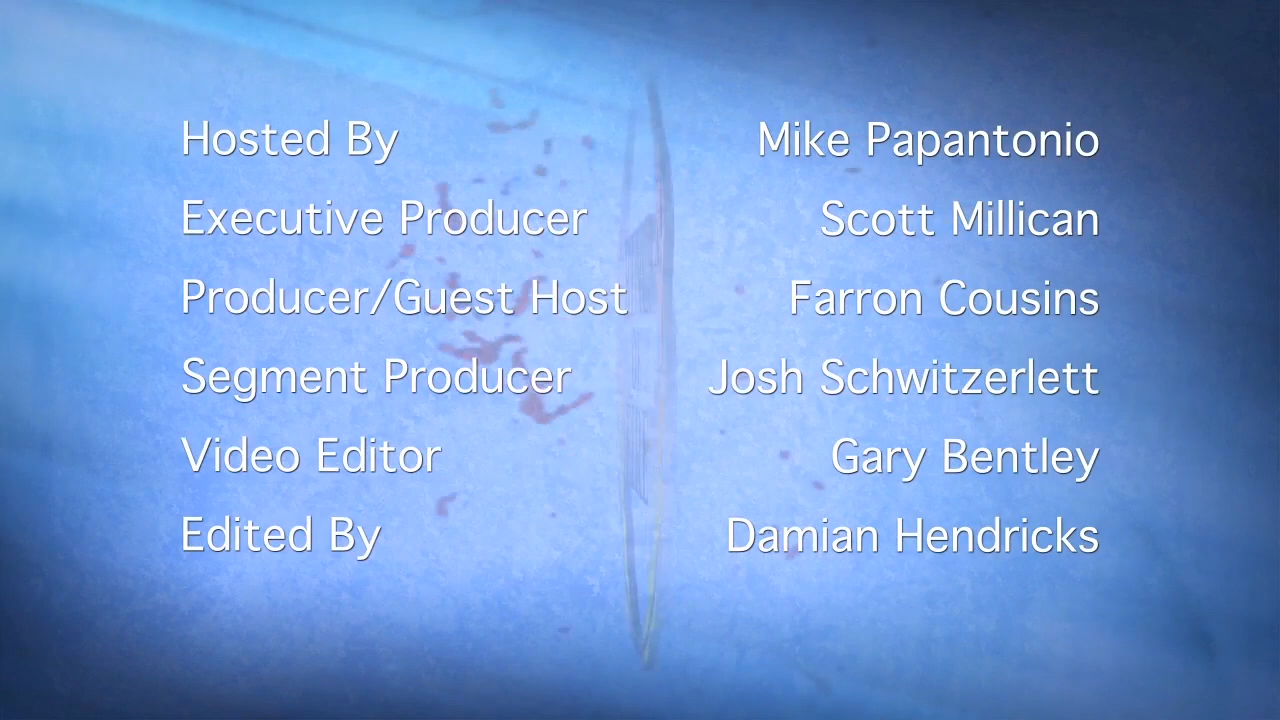 Hosted By Mike Papantonio
Executive Producer Scott Millican
Producer/Guest Host Farron Cousins
Segment Producer Josh Schwitzerlett
Video Editor Gary Bentley
Edited By Damian Hendricks